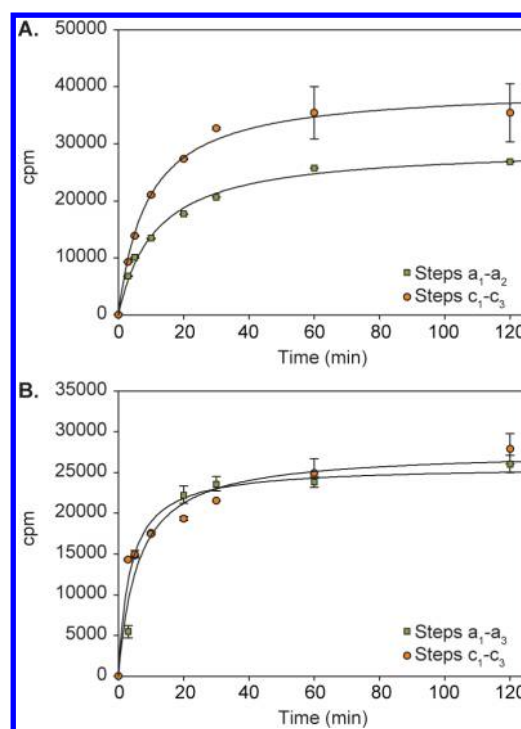 A.
50000
40000
30000
20000
10000
0
cpm
Steps a₁-a₂
Steps c₁-c₃
0 20 40 60 80 100 120
Time (min)
B.
35000
30000
25000
20000
15000
10000
5000
0
cpm
Steps a₁-a₃
Steps c₁-c₃
0 20 40 60 80 100 120
Time (min)